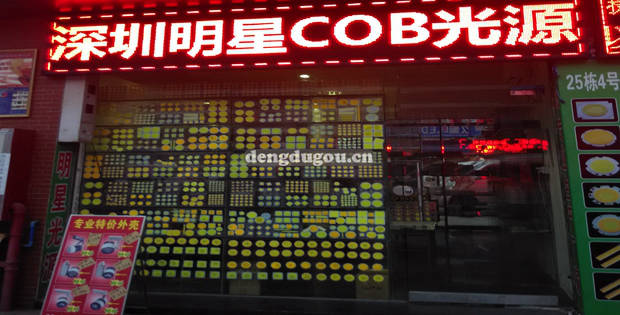 深圳明星COB光源
25栋4号
dengdugou.cn
明星光源
专业特价外壳